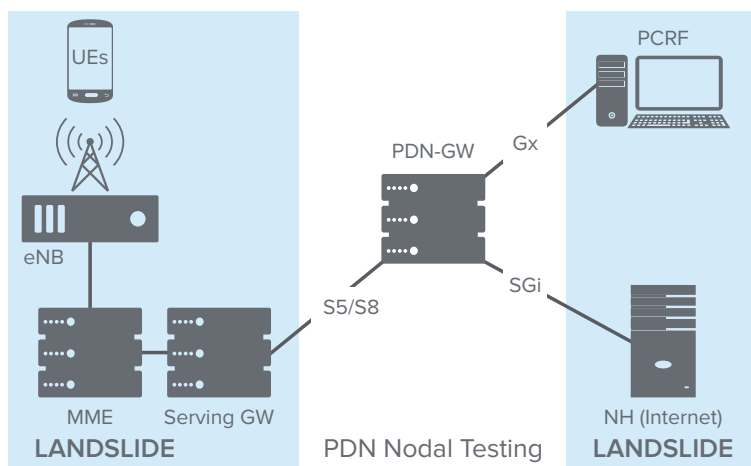 UEs
PCRF
PDN-GW
Gx
eNB
SGi
S5/S8
MME
Serving GW
NH (Internet)
LANDSLIDE
PDN Nodal Testing
LANDSLIDE